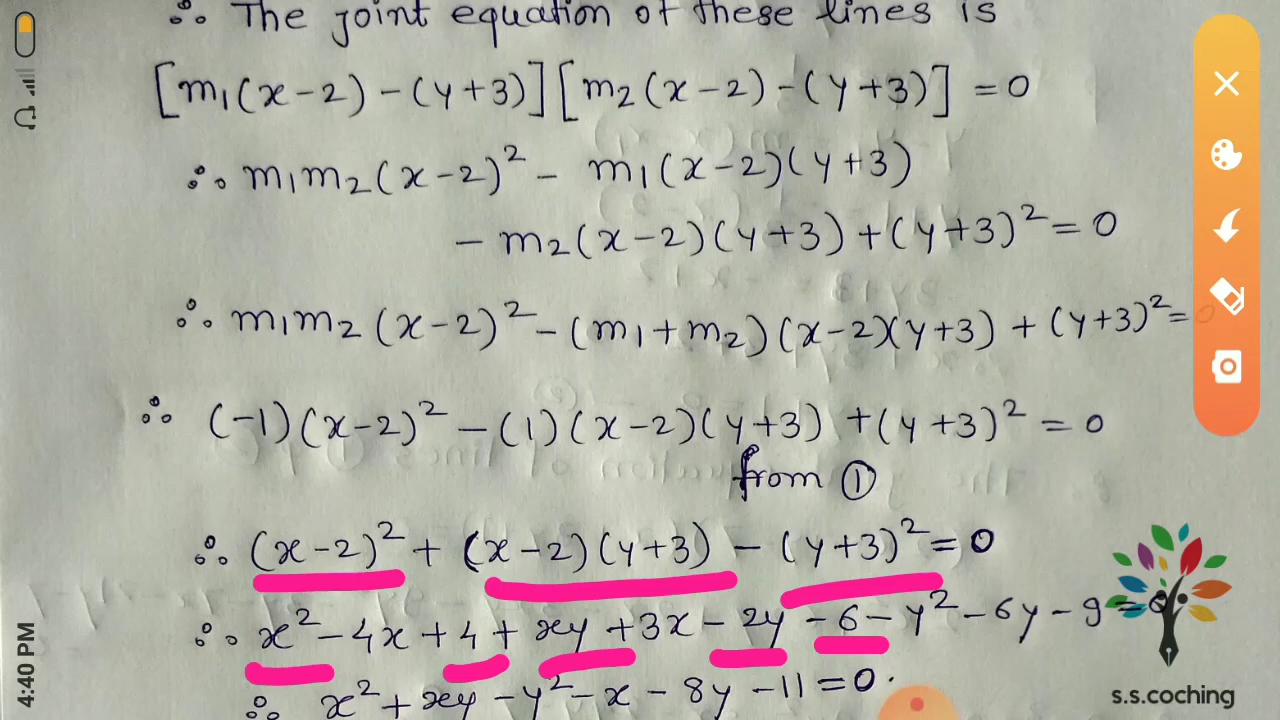 ∴ The joint equation of these lines is
[m₁(x-2)-(y+3)][m₂(x-2)-(y+3)] =0
∴ m₁m₂(x-2)² - m₁(x-2)(y+3)
- m₂(x-2)(y+3)+(y+3)²=0
∴ m₁m₂(x-2)²-(m₁+m₂)(x-2)(y+3)+(y+3)²=0
∴ (-1)(x-2)²-(1)(x-2)(y+3)+(y+3)²=0
from ①
∴ (x-2)²+(x-2)(y+3)-(y+3)²=0
∴ x²-4x+4+xy+3x-2y-6-y²-6y-9=0
∴ x²+xy-y²-x-8y-11=0.
4:40 PM
s.s.coching